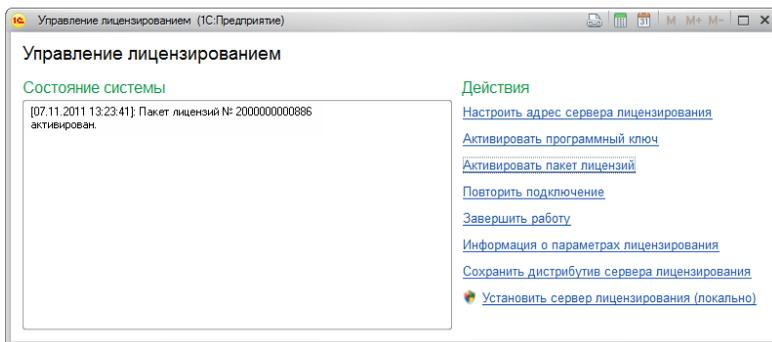 1С Управление лицензированием (1С:Предприятие) 31 M M+ M-
Управление лицензированием
Состояние системы
[07.11.2011 13:23:41]: Пакет лицензий № 2000000000886
активирован.
Действия
Настроить адрес сервера лицензирования
Активировать программный ключ
Активировать пакет лицензий
Повторить подключение
Завершить работу
Информация о параметрах лицензирования
Сохранить дистрибутив сервера лицензирования
Установить сервер лицензирования (локально)